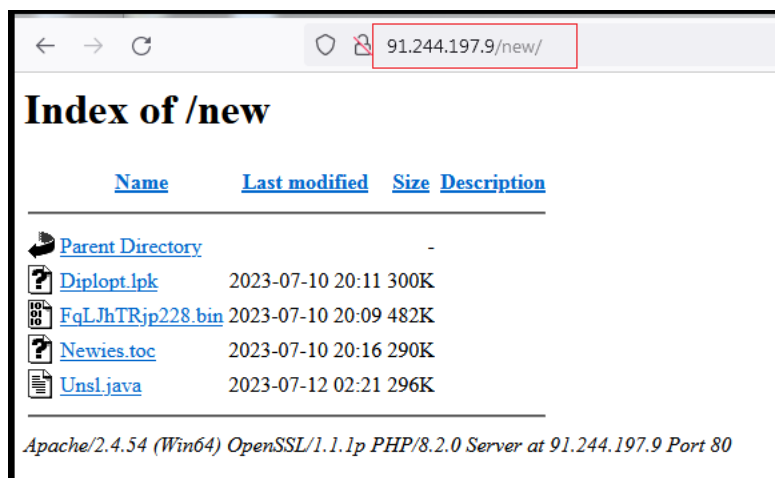 91.244.197.9/new/
Index of /new
Name Last modified Size Description
Parent Directory -
Diplopt.lpk 2023-07-10 20:11 300K
FqLJhTRjp228.bin 2023-07-10 20:09 482K
Newies.toc 2023-07-10 20:16 290K
Unsl.java 2023-07-12 02:21 296K
Apache/2.4.54 (Win64) OpenSSL/1.1.1p PHP/8.2.0 Server at 91.244.197.9 Port 80